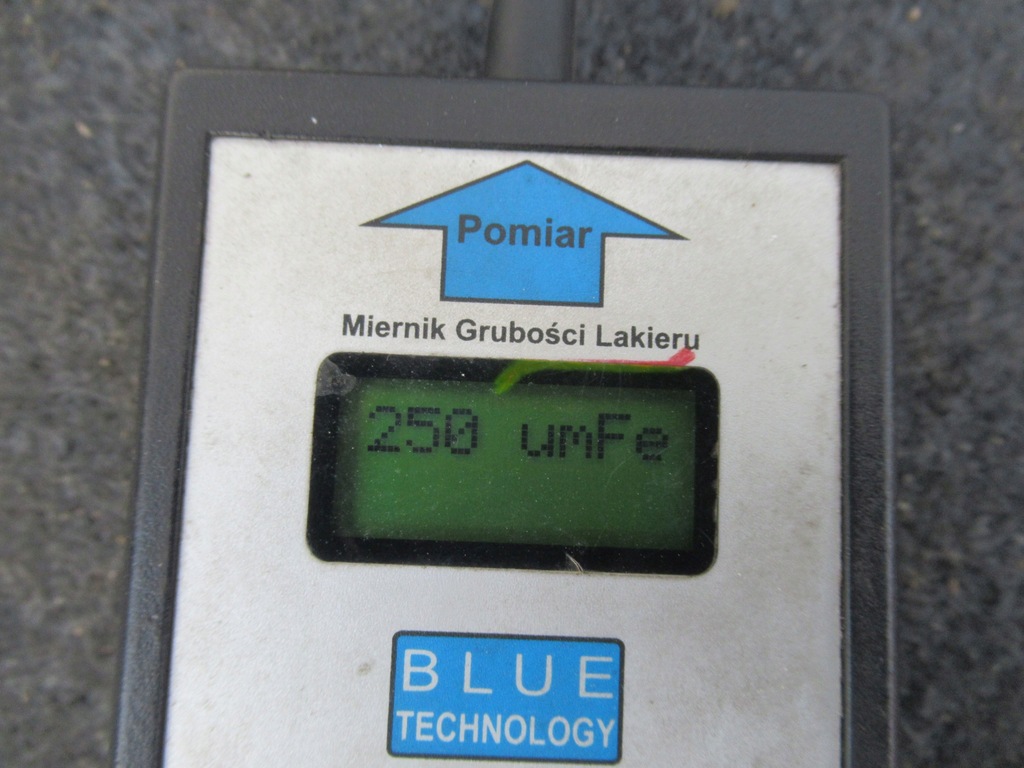 Pomiar
Miernik Grubości Lakieru
250 umFe
BLUE
TECHNOLOGY